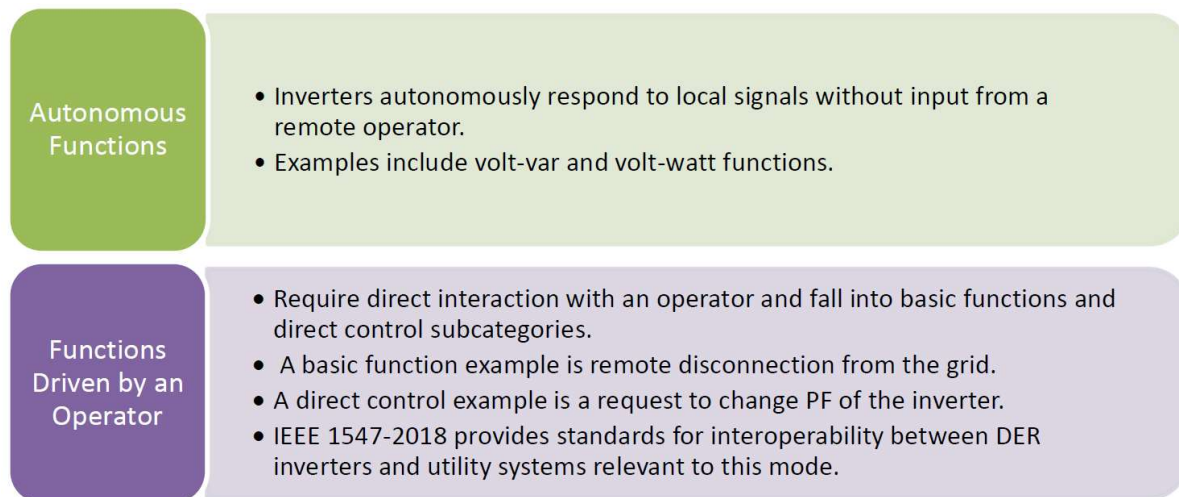 Autonomous
Functions
• Inverters autonomously respond to local signals without input from a
remote operator.
• Examples include volt-var and volt-watt functions.
Functions
Driven by an
Operator
• Require direct interaction with an operator and fall into basic functions and
direct control subcategories.
• A basic function example is remote disconnection from the grid.
• A direct control example is a request to change PF of the inverter.
• IEEE 1547-2018 provides standards for interoperability between DER
inverters and utility systems relevant to this mode.